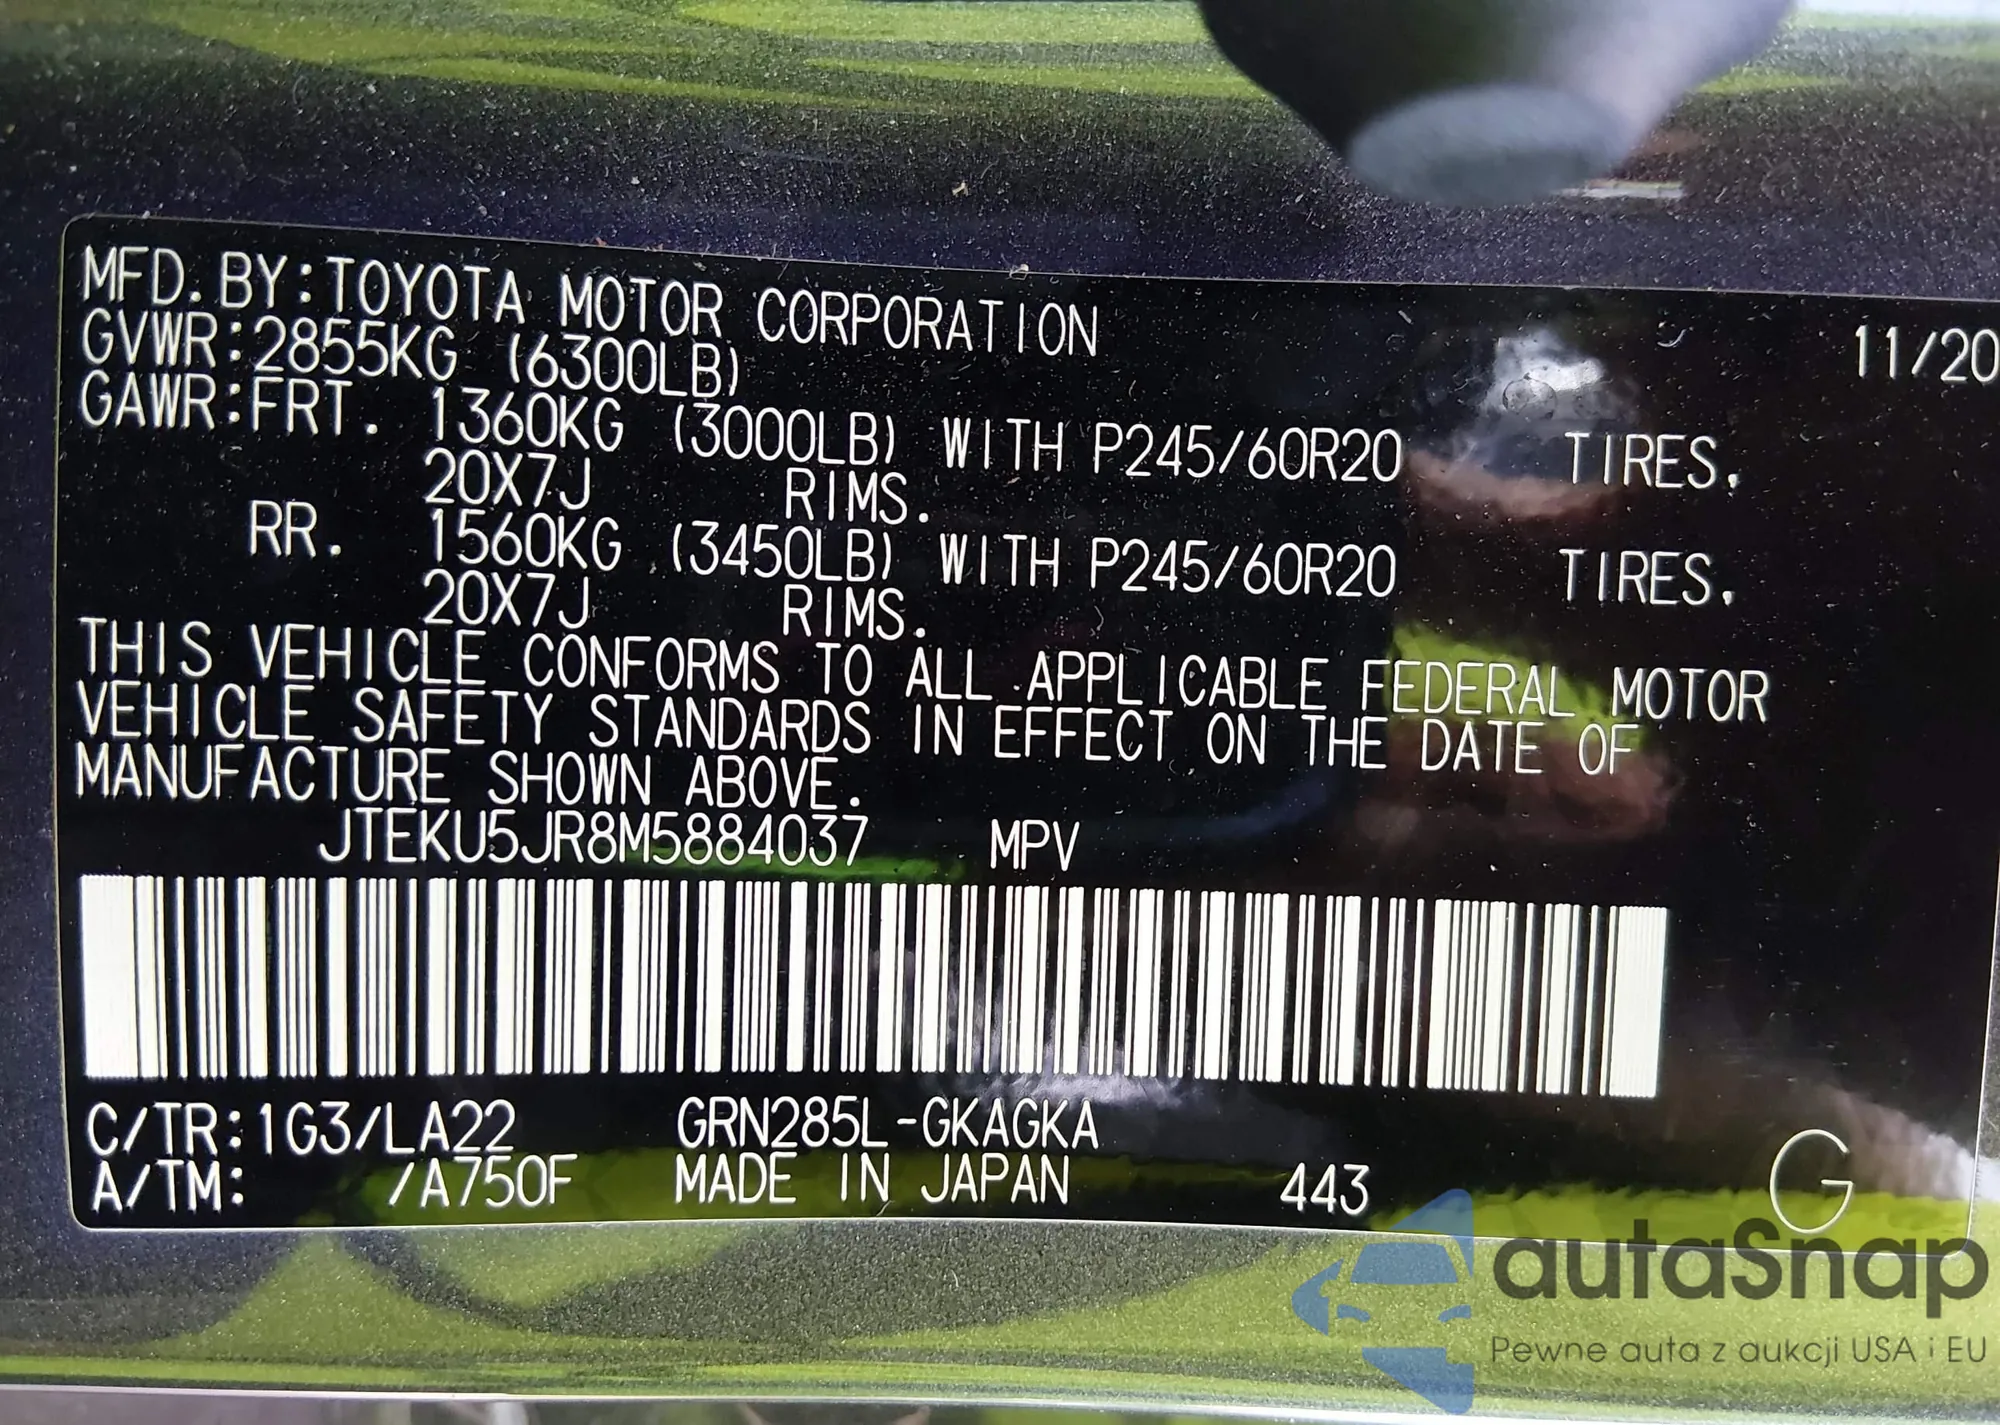 MFD. BY: TOYOTA MOTOR CORPORATION 11/20
GVWR: 2855KG (6300LB)
GAWR: FRT. 1360KG (3000LB) WITH P245/60R20 TIRES,
20X7J RIMS.
RR. 1560KG (3450LB) WITH P245/60R20 TIRES,
20X7J RIMS.
THIS VEHICLE CONFORMS TO ALL APPLICABLE FEDERAL MOTOR
VEHICLE SAFETY STANDARDS IN EFFECT ON THE DATE OF
MANUFACTURE SHOWN ABOVE.
JTEKU5JR8M5884037 MPV
C/TR: 1G3/LA22 GRN285L-GKAGKA
A/TM: /A750F MADE IN JAPAN 443 G
autaSnap
Pewne auta z aukcji USA i EU